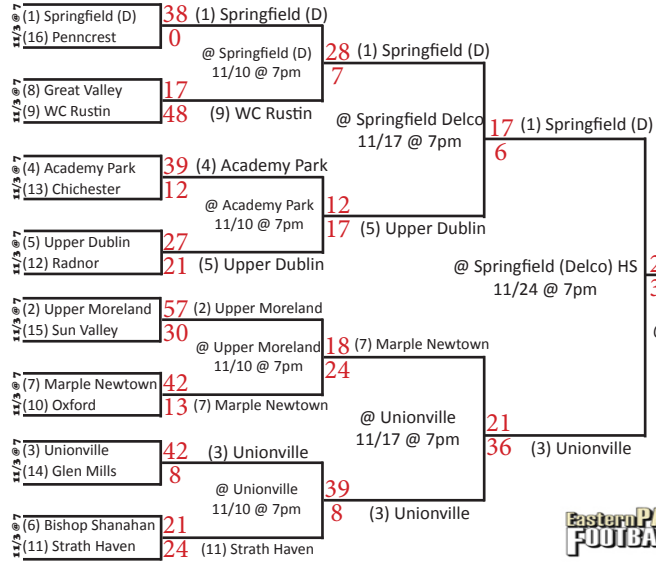 11/3 @ 7
(1) Springfield (D)
(16) Penncrest
38
0
11/3 @ 7
(8) Great Valley
(9) WC Rustin
17
48
11/3 @ 7
(4) Academy Park
(13) Chichester
39
12
11/3 @ 7
(5) Upper Dublin
(12) Radnor
27
21
11/3 @ 7
(2) Upper Moreland
(15) Sun Valley
57
30
11/3 @ 7
(7) Marple Newtown
(10) Oxford
42
13
11/3 @ 7
(3) Unionville
(14) Glen Mills
42
8
11/3 @ 7
(6) Bishop Shanahan
(11) Strath Haven
21
24
(1) Springfield (D)
@ Springfield (D)
11/10 @ 7pm
(9) WC Rustin
28
7
(4) Academy Park
@ Academy Park
11/10 @ 7pm
(5) Upper Dublin
12
17
(2) Upper Moreland
@ Upper Moreland
11/10 @ 7pm
(7) Marple Newtown
18
24
(3) Unionville
@ Unionville
11/10 @ 7pm
(11) Strath Haven
39
8
(1) Springfield (D)
@ Springfield Delco
11/17 @ 7pm
(5) Upper Dublin
17
6
(7) Marple Newtown
@ Unionville
11/17 @ 7pm
(3) Unionville
21
36
(1) Springfield (D)
@ Springfield (Delco) HS
11/24 @ 7pm
(3) Unionville
2
Eastern PA
FOOTBA